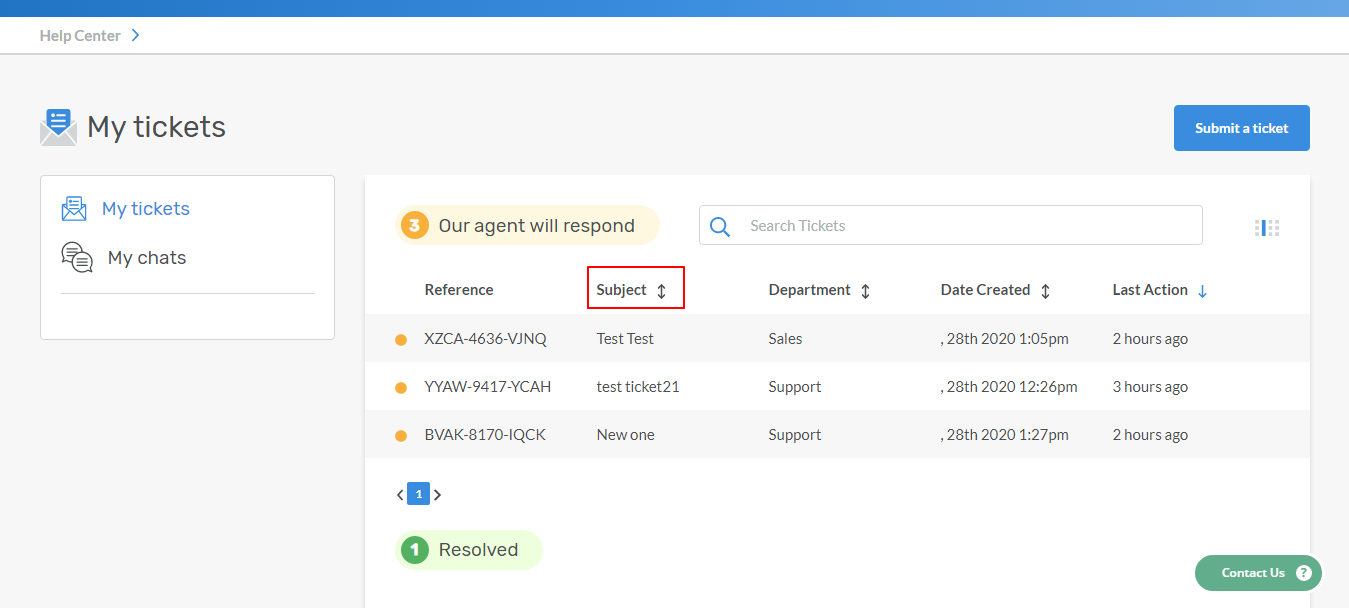 Help Center
My tickets
Submit a ticket
My tickets
My chats
3 Our agent will respond
Search Tickets
Reference Subject Department Date Created Last Action
XZCA-4636-VJNQ Test Test Sales , 28th 2020 1:05pm 2 hours ago
YYAW-9417-YCAH test ticket21 Support , 28th 2020 12:26pm 3 hours ago
BVAK-8170-IQCK New one Support , 28th 2020 1:27pm 2 hours ago
1
1 Resolved
Contact Us ?